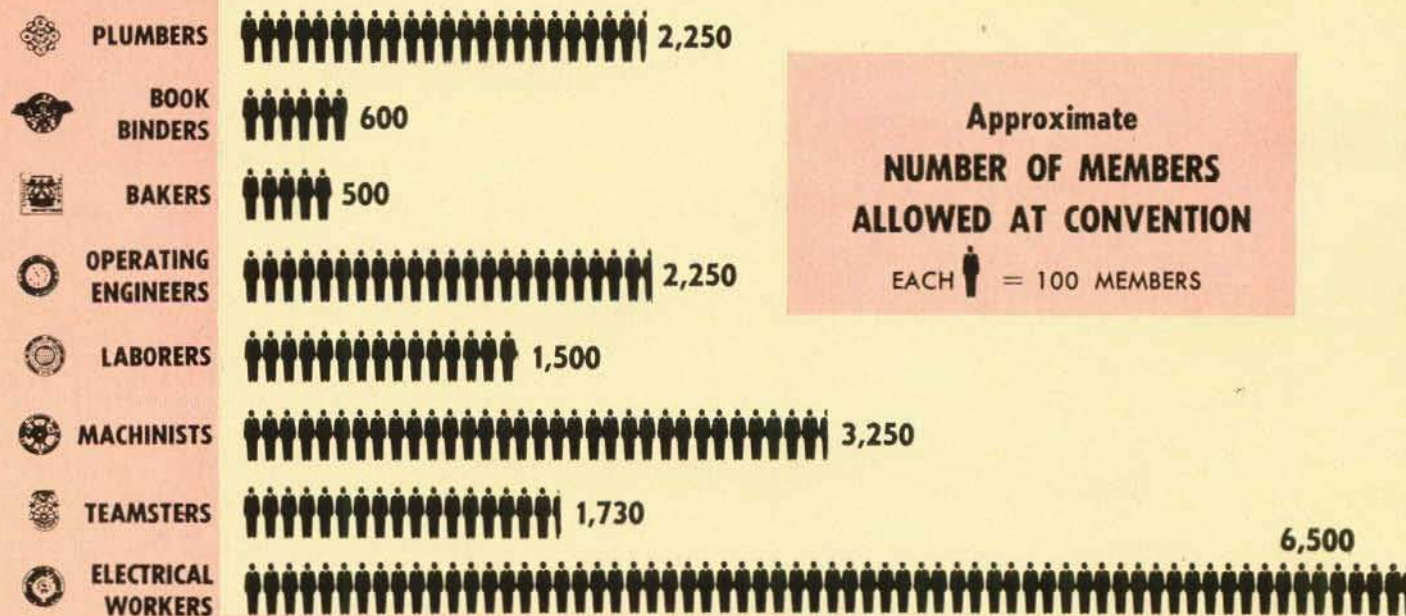 PLUMBERS 2,250
BOOK
BINDERS 600
BAKERS 500
OPERATING
ENGINEERS 2,250
LABORERS 1,500
MACHINISTS 3,250
TEAMSTERS 1,730
ELECTRICAL
WORKERS 6,500
Approximate
NUMBER OF MEMBERS
ALLOWED AT CONVENTION
EACH = 100 MEMBERS